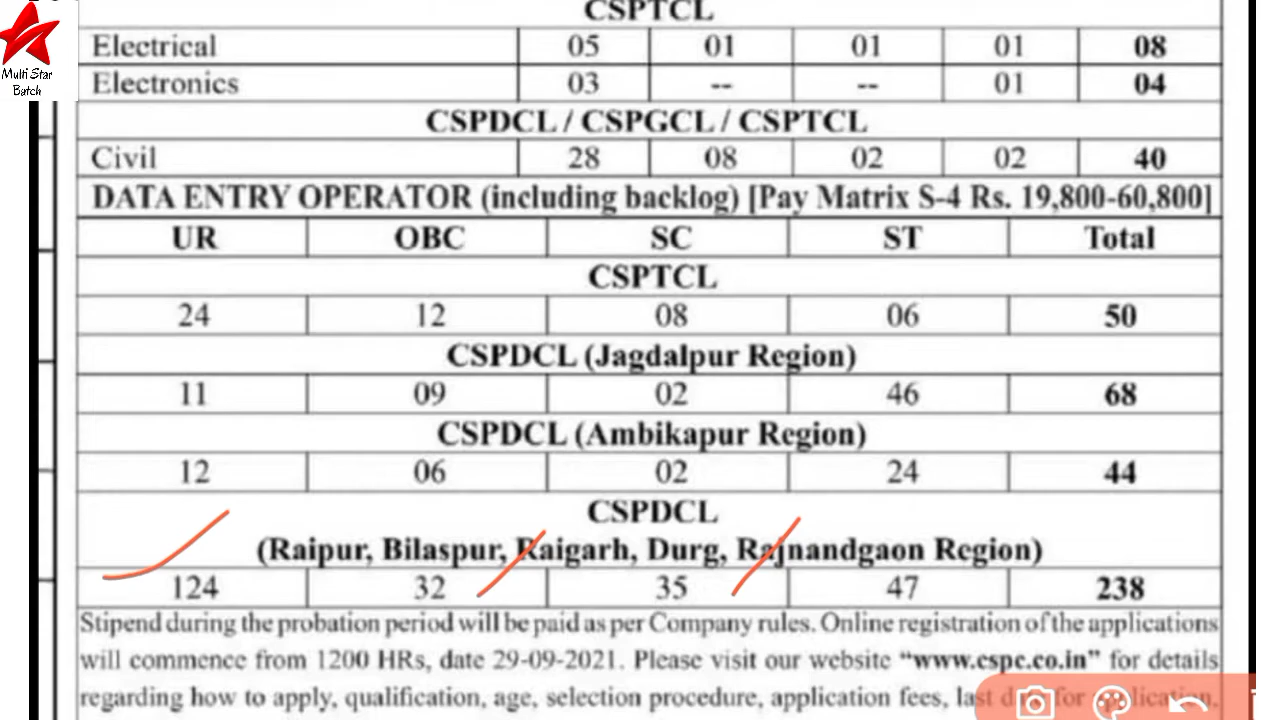 CSPTCL
Multi Star
Batch
Electrical 05 01 01 01 08
Electronics 03 -- -- 01 04
CSPDCL / CSPGCL / CSPTCL
Civil 28 08 02 02 40
DATA ENTRY OPERATOR (including backlog) [Pay Matrix S-4 Rs. 19,800-60,800]
UR OBC SC ST Total
CSPTCL
24 12 08 06 50
CSPDCL (Jagdalpur Region)
11 09 02 46 68
CSPDCL (Ambikapur Region)
12 06 02 24 44
CSPDCL
(Raipur, Bilaspur, Raigarh, Durg, Rajnandgaon Region)
124 32 35 47 238
Stipend during the probation period will be paid as per Company rules. Online registration of the applications
will commence from 1200 HRs, date 29-09-2021. Please visit our website “www.cspc.co.in” for details
regarding how to apply, qualification, age, selection procedure, application fees, last date for application,